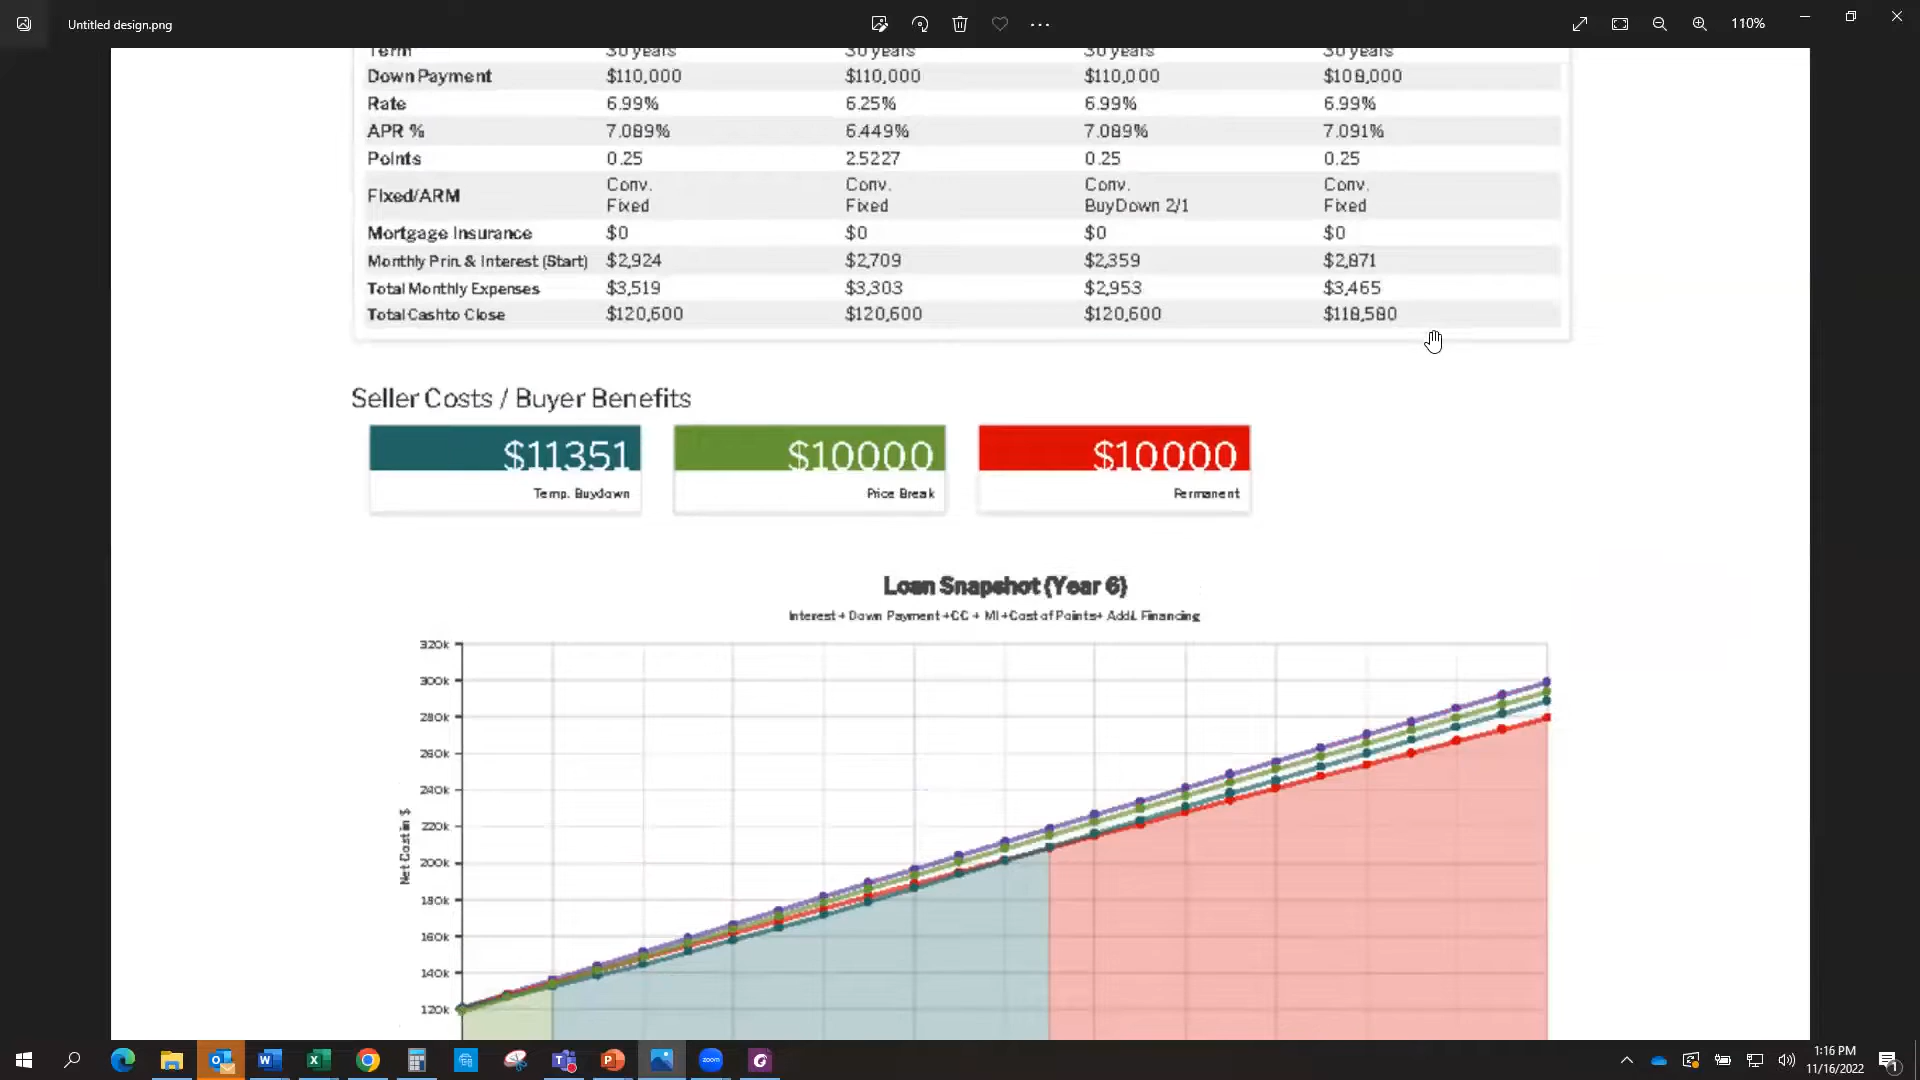 Untitled design.png
110%
Term 30 years 30 years 30 years 30 years
Down Payment $110,000 $110,000 $110,000 $108,000
Rate 6.99% 6.25% 6.99% 6.99%
APR % 7.089% 6.449% 7.089% 7.091%
Points 0.25 2.5227 0.25 0.25
Fixed/ARM Conv. Fixed Conv. Fixed Conv. BuyDown 2/1 Conv. Fixed
Mortgage Insurance $0 $0 $0 $0
Monthly Prin. & Interest (Start) $2,924 $2,709 $2,359 $2,871
Total Monthly Expenses $3,519 $3,303 $2,953 $3,465
Total Cash to Close $120,600 $120,600 $120,600 $118,580
Seller Costs / Buyer Benefits
$11351 $10000 $10000
Temp. Buydown Price Break Permanent
Loan Snapshot (Year 6)
Interest + Down Payment +CC + MI +Cost of Points+ Addl. Financing
320k
300k
280k
260k
240k
220k
200k
180k
160k
140k
120k
Net Cost in $
zoom
1:16 PM
11/16/2022
1